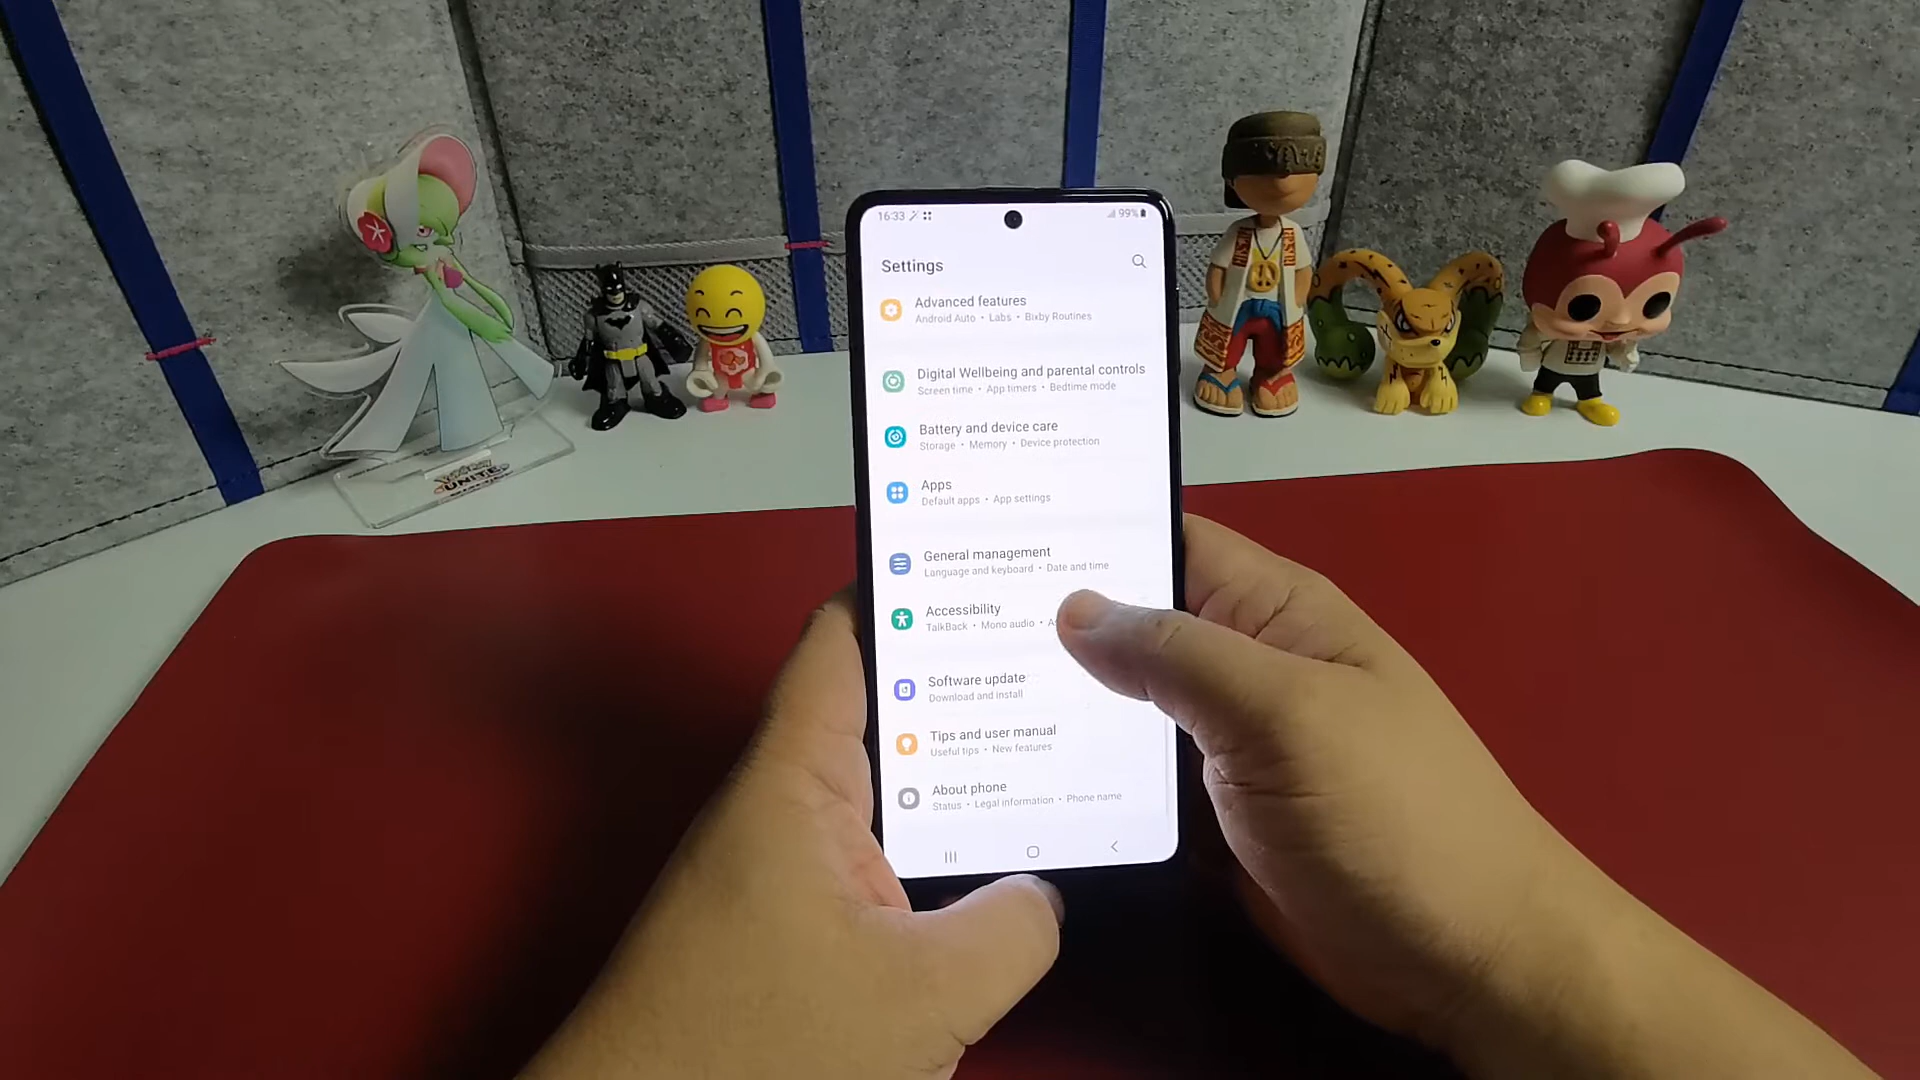 16:33
99%
Settings
Advanced features
Android Auto • Labs • Bixby Routines
Digital Wellbeing and parental controls
Screen time • App timers • Bedtime mode
Battery and device care
Storage • Memory • Device protection
Apps
Default apps • App settings
General management
Language and keyboard • Date and time
Accessibility
TalkBack • Mono audio •
Software update
Download and install
Tips and user manual
Useful tips • New features
About phone
Status • Legal information • Phone name
UNITE